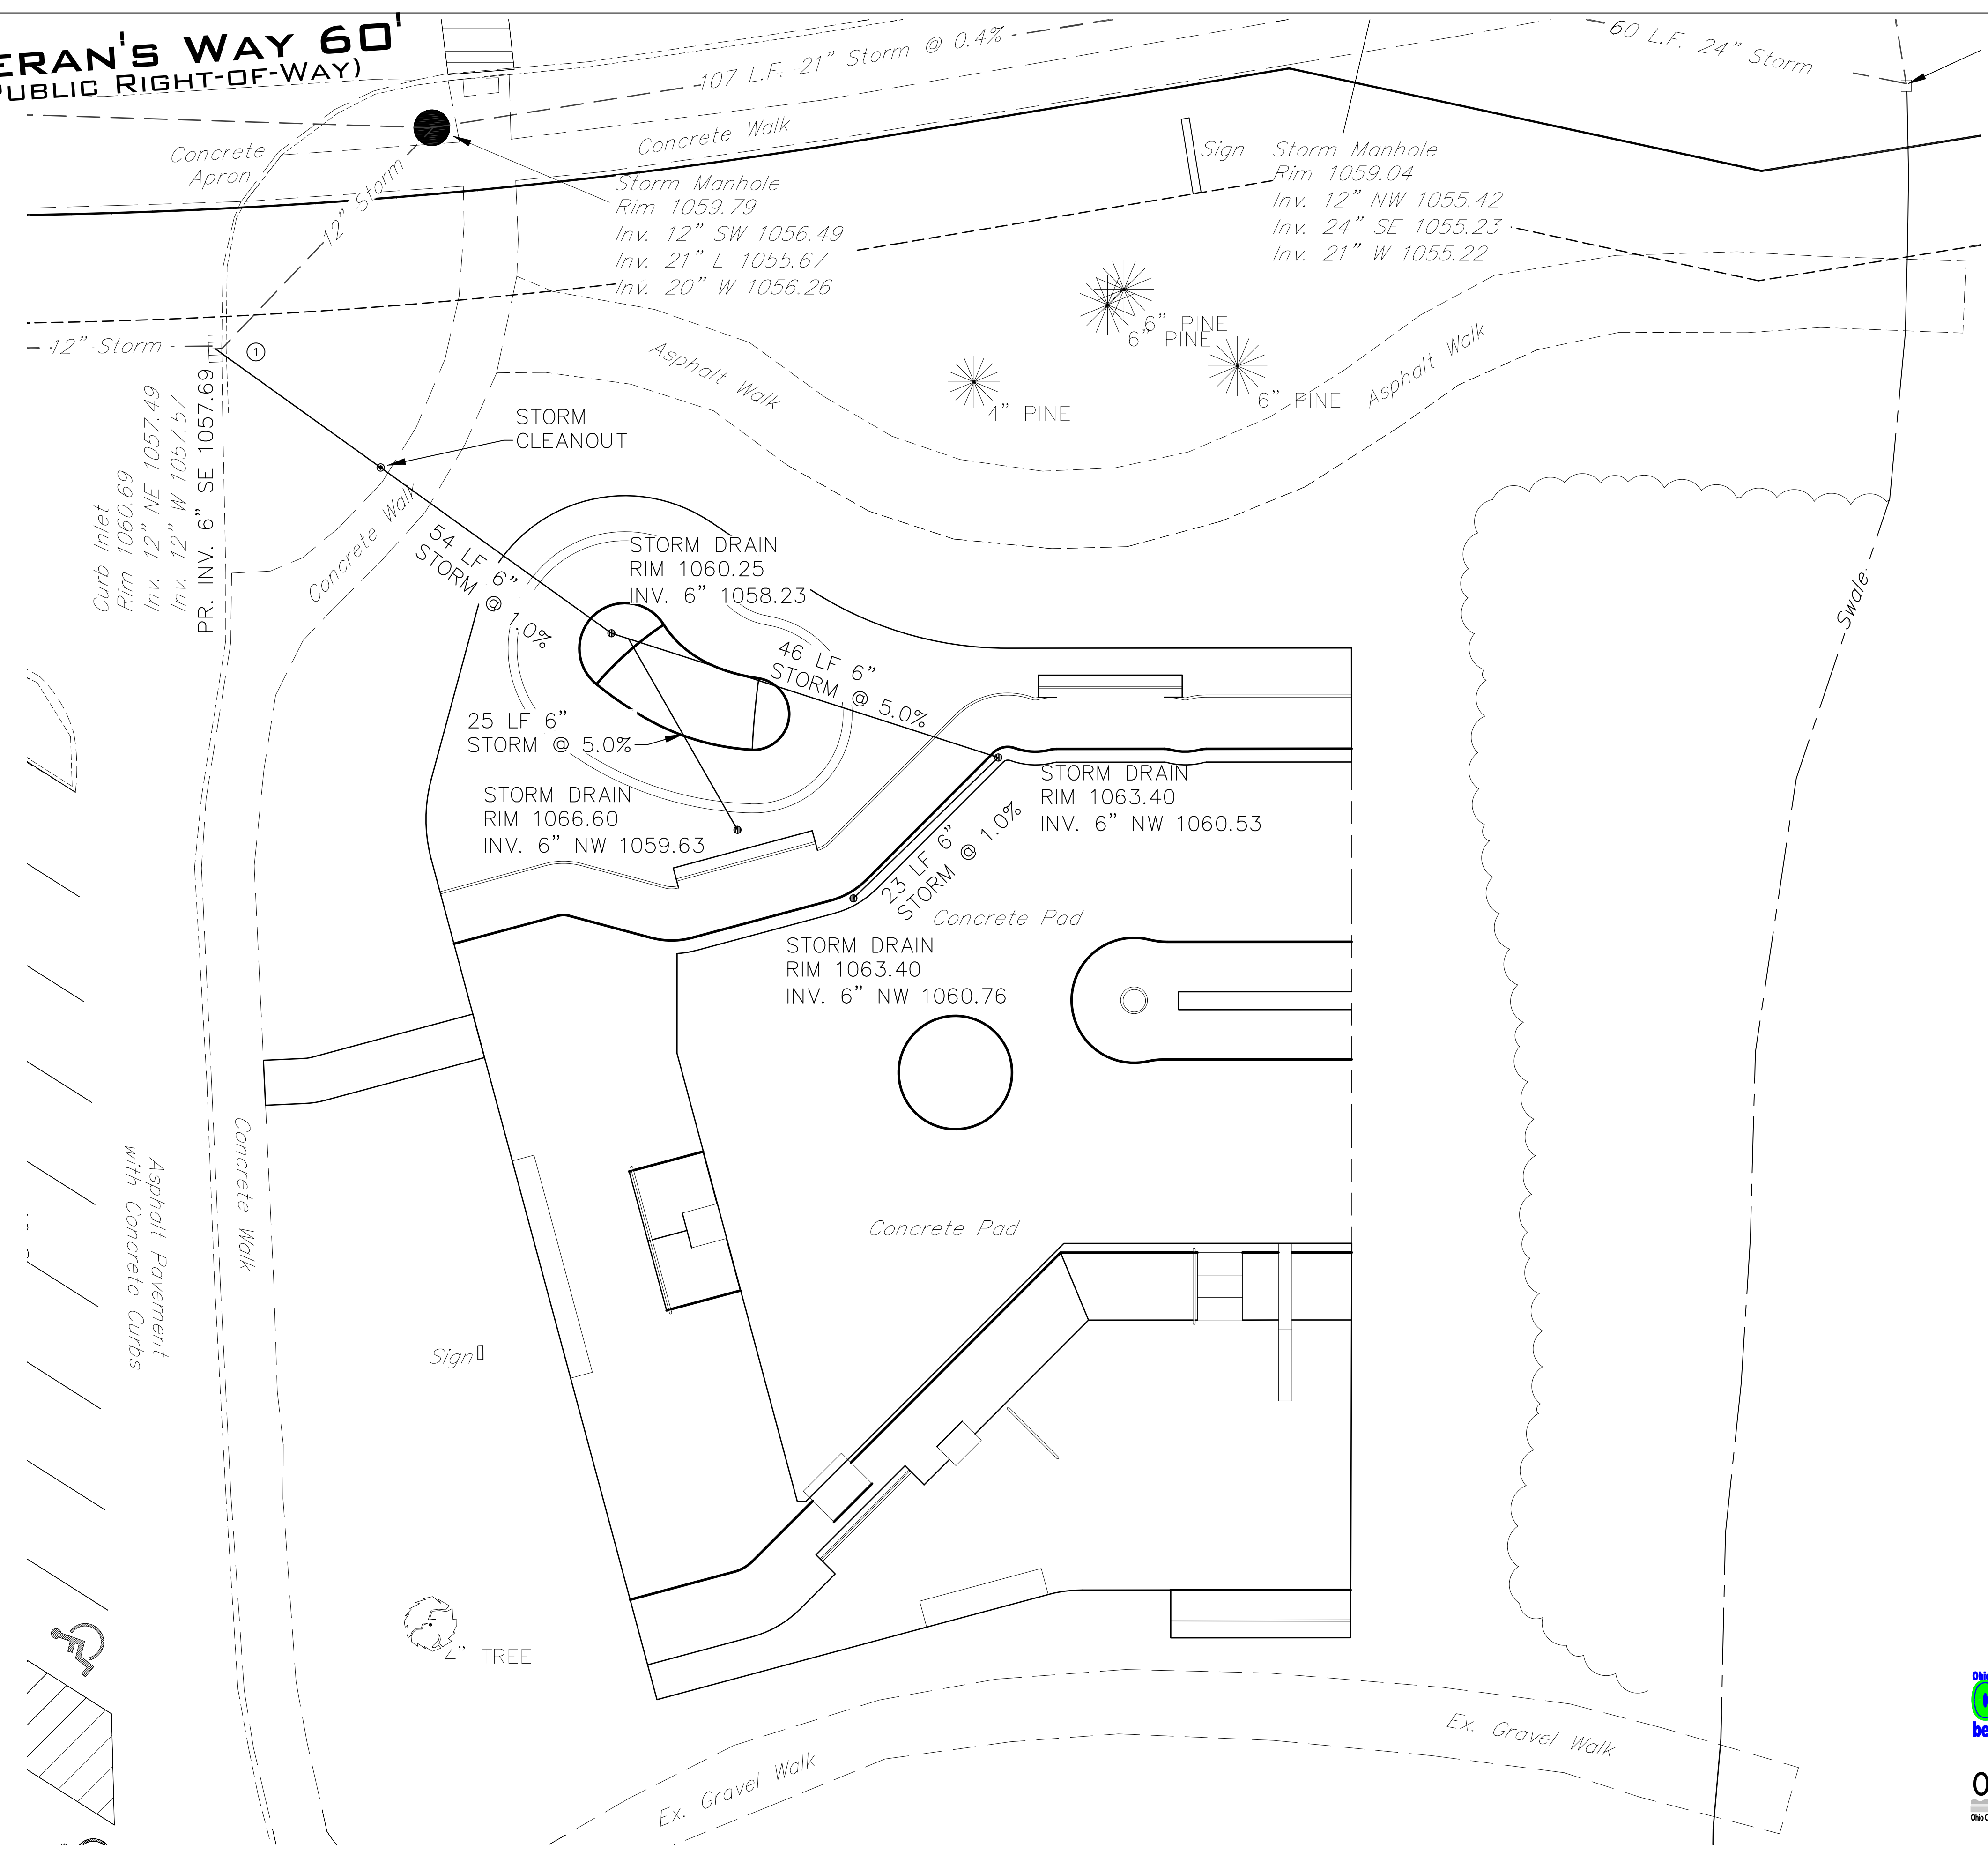 ERAN'S WAY 60'
PUBLIC RIGHT-OF-WAY)
107 L.F. 21” Storm @ 0.4%
60 L.F. 24” Storm
Concrete
Apron
12” Storm
Concrete Walk
Sign
Storm Manhole
Rim 1059.79
Inv. 12” SW 1056.49
Inv. 21” E 1055.67
Inv. 20” W 1056.26
Storm Manhole
Rim 1059.04
Inv. 12” NW 1055.42
Inv. 24” SE 1055.23
Inv. 21” W 1055.22
12” Storm
1
6” PINE
6” PINE
4” PINE
6” PINE
Asphalt Walk
Asphalt Walk
STORM
CLEANOUT
Curb Inlet
Rim 1060.69
Inv. 12” NE 1057.49
Inv. 12” W 1057.57
PR. INV. 6” SE 1057.69
Concrete Walk
54 LF 6”
STORM @ 1.0%
STORM DRAIN
RIM 1060.25
INV. 6” 1058.23
46 LF 6”
STORM @ 5.0%
Swale
25 LF 6”
STORM @ 5.0%
STORM DRAIN
RIM 1066.60
INV. 6” NW 1059.63
STORM DRAIN
RIM 1063.40
INV. 6” NW 1060.53
23 LF 6”
STORM @ 1.0%
Concrete Pad
STORM DRAIN
RIM 1063.40
INV. 6” NW 1060.76
Concrete Walk
Asphalt Pavement
with Concrete Curbs
Concrete Pad
Sign
4” TREE
Ex. Gravel Walk
Ex. Gravel Walk
Ohio
be
O
Ohio